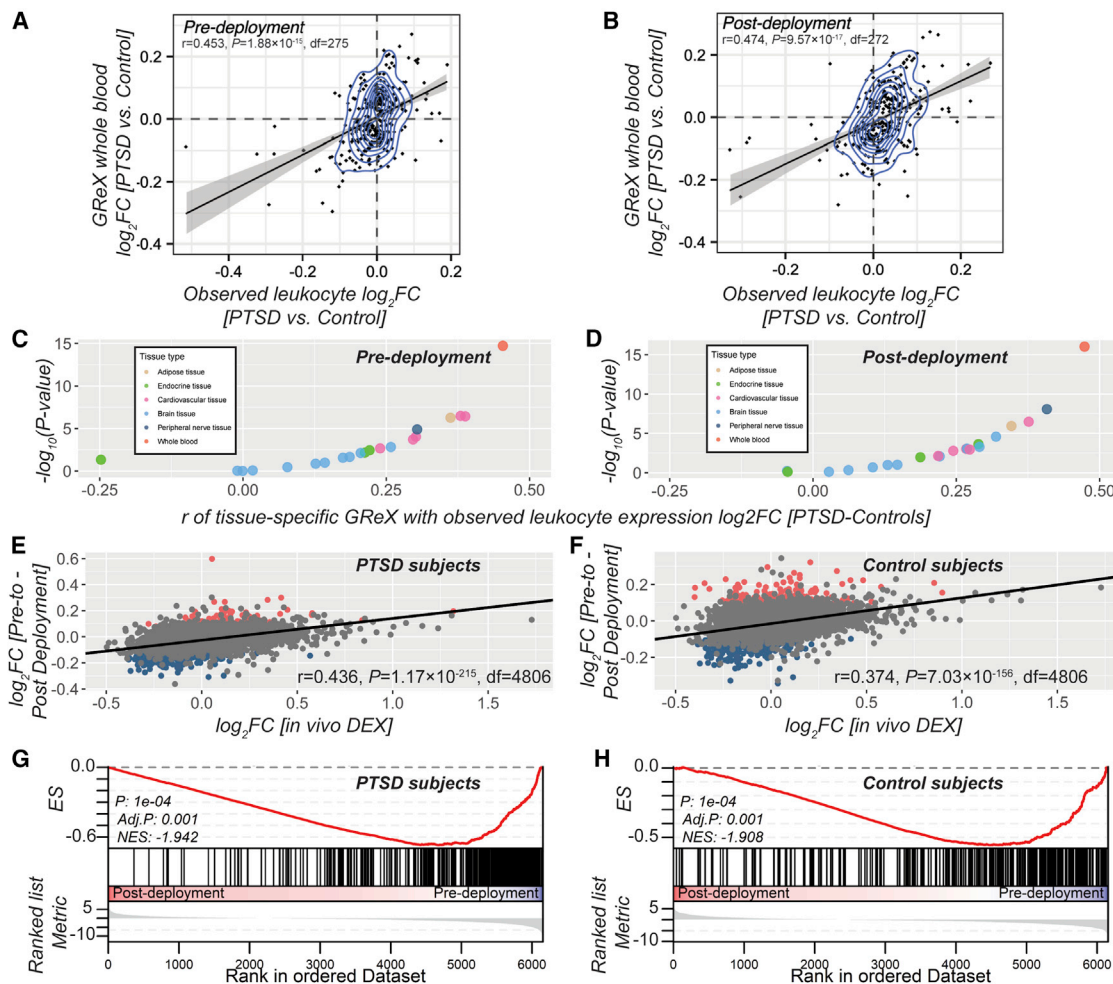 A
Pre-deployment
r=0.453, P=1.88×10⁻¹⁵, df=275
GReX whole blood
log₂FC [PTSD vs. Control]
0.2
0.0
-0.2
-0.4
-0.4 -0.2 0.0 0.2
Observed leukocyte log₂FC
[PTSD vs. Control]
B
Post-deployment
r=0.474, P=9.57×10⁻¹⁷, df=272
GReX whole blood
log₂FC [PTSD vs. Control]
0.2
0.0
-0.2
-0.4
-0.2 0.0 0.2
Observed leukocyte log₂FC
[PTSD vs. Control]
C
Pre-deployment
-log₁₀(P-value)
15
10
5
0
Tissue type
Adipose tissue
Endocrine tissue
Cardiovascular tissue
Brain tissue
Peripheral nerve tissue
Whole blood
-0.25 0.00 0.25 0.50
D
Post-deployment
-log₁₀(P-value)
15
10
5
0
Tissue type
Adipose tissue
Endocrine tissue
Cardiovascular tissue
Brain tissue
Peripheral nerve tissue
Whole blood
-0.25 0.00 0.25 0.50
r of tissue-specific GReX with observed leukocyte expression log2FC [PTSD-Controls]
E
PTSD subjects
log₂FC [Pre-to -
Post Deployment]
0.6
0.4
0.2
0.0
-0.2
-0.4
r=0.436, P=1.17×10⁻²¹⁵, df=4806
-0.5 0.0 0.5 1.0 1.5
log₂FC [in vivo DEX]
F
Control subjects
log₂FC [Pre-to -
Post Deployment]
0.2
0.0
-0.2
r=0.374, P=7.03×10⁻¹⁵⁶, df=4806
-0.5 0.0 0.5 1.0 1.5
log₂FC [in vivo DEX]
G
PTSD subjects
ES
0.0
-0.6
P: 1e-04
Adj.P: 0.001
NES: -1.942
Post-deployment Pre-deployment
Ranked list
Metric
5
-10
0 1000 2000 3000 4000 5000 6000
Rank in ordered Dataset
H
Control subjects
ES
0.0
-0.5
P: 1e-04
Adj.P: 0.001
NES: -1.908
Post-deployment Pre-deployment
Ranked list
Metric
5
-10
0 1000 2000 3000 4000 5000 6000
Rank in ordered Dataset